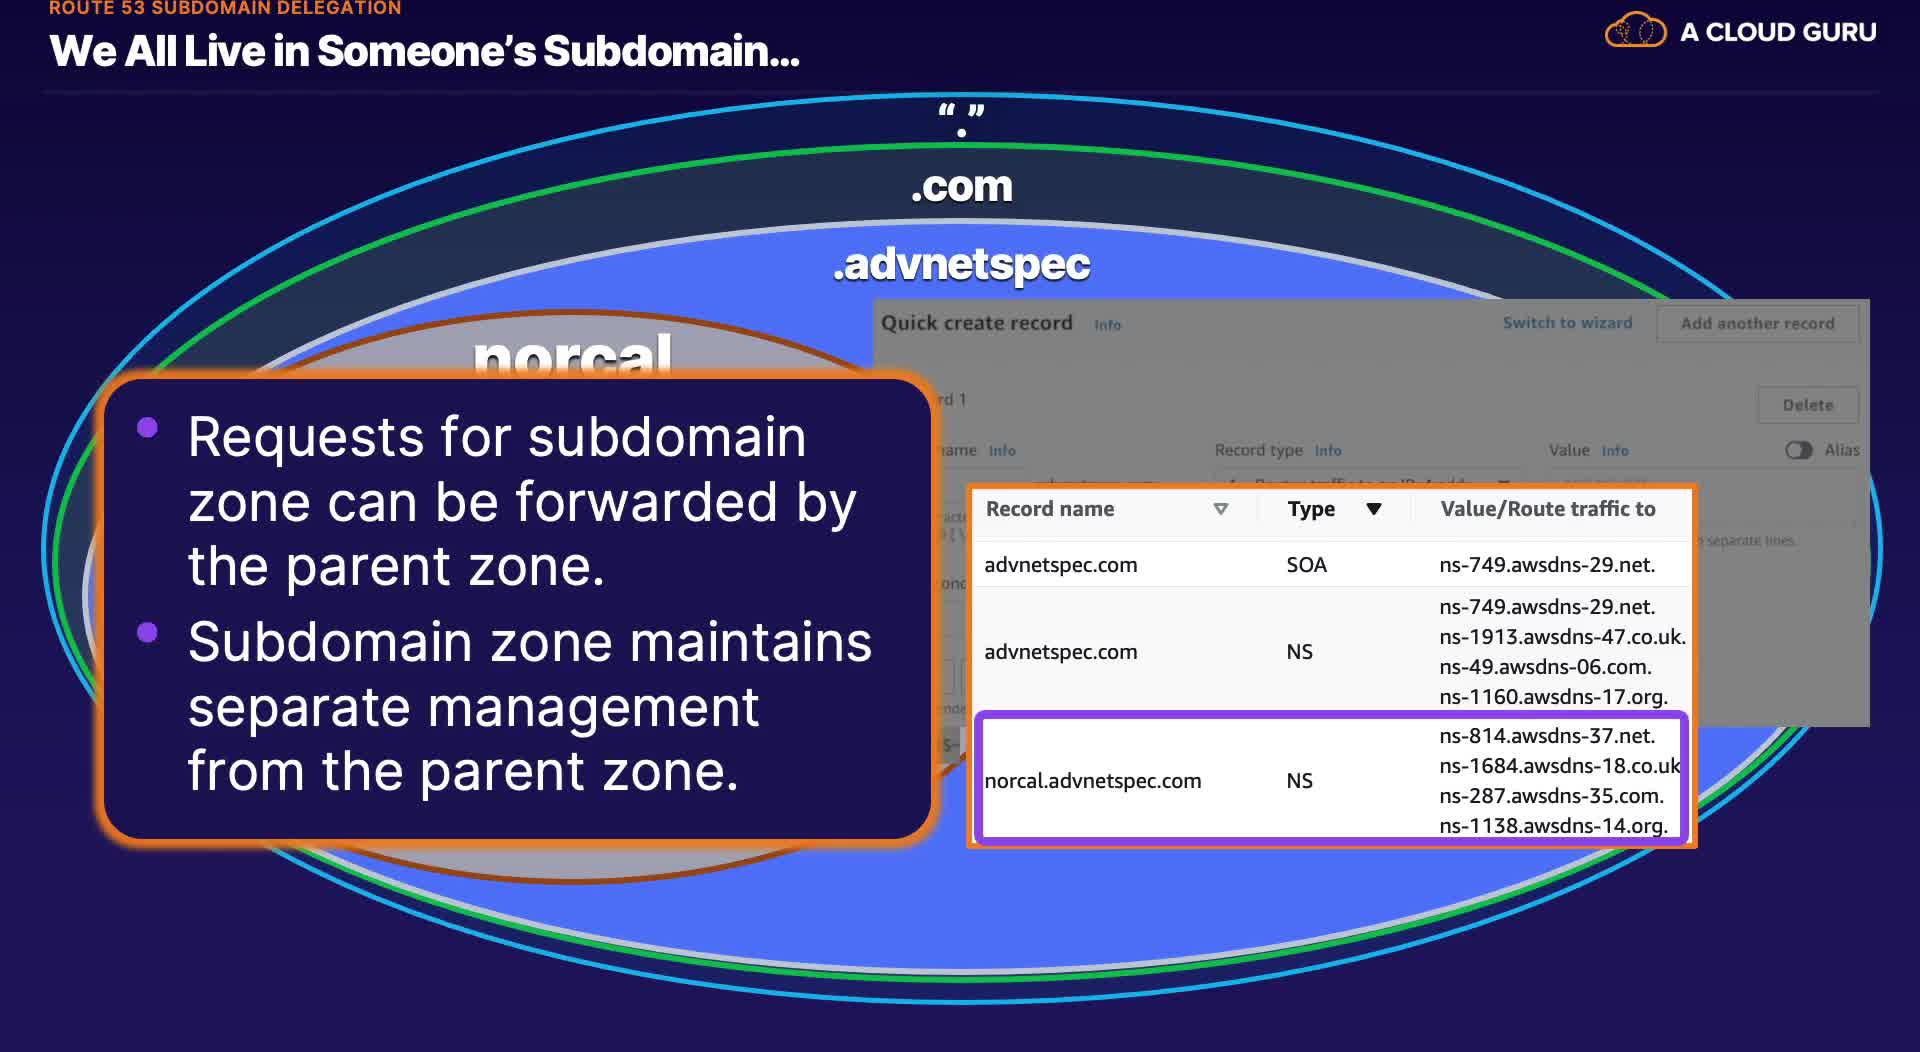 ROUTE 53 SUBDOMAIN DELEGATION
We All Live in Someone's Subdomain...
A CLOUD GURU
“.”
.com
.advnetspec
norcal
Quick create record Info
Switch to wizard
Add another record
rd 1
Delete
name Info
Record type Info
Value Info
Alias
separate lines.
• Requests for subdomain
zone can be forwarded by
the parent zone.
• Subdomain zone maintains
separate management
from the parent zone.
Record name Type Value/Route traffic to
advnetspec.com SOA ns-749.awsdns-29.net.
advnetspec.com NS
ns-749.awsdns-29.net.
ns-1913.awsdns-47.co.uk.
ns-49.awsdns-06.com.
ns-1160.awsdns-17.org.
norcal.advnetspec.com NS
ns-814.awsdns-37.net.
ns-1684.awsdns-18.co.uk
ns-287.awsdns-35.com.
ns-1138.awsdns-14.org.